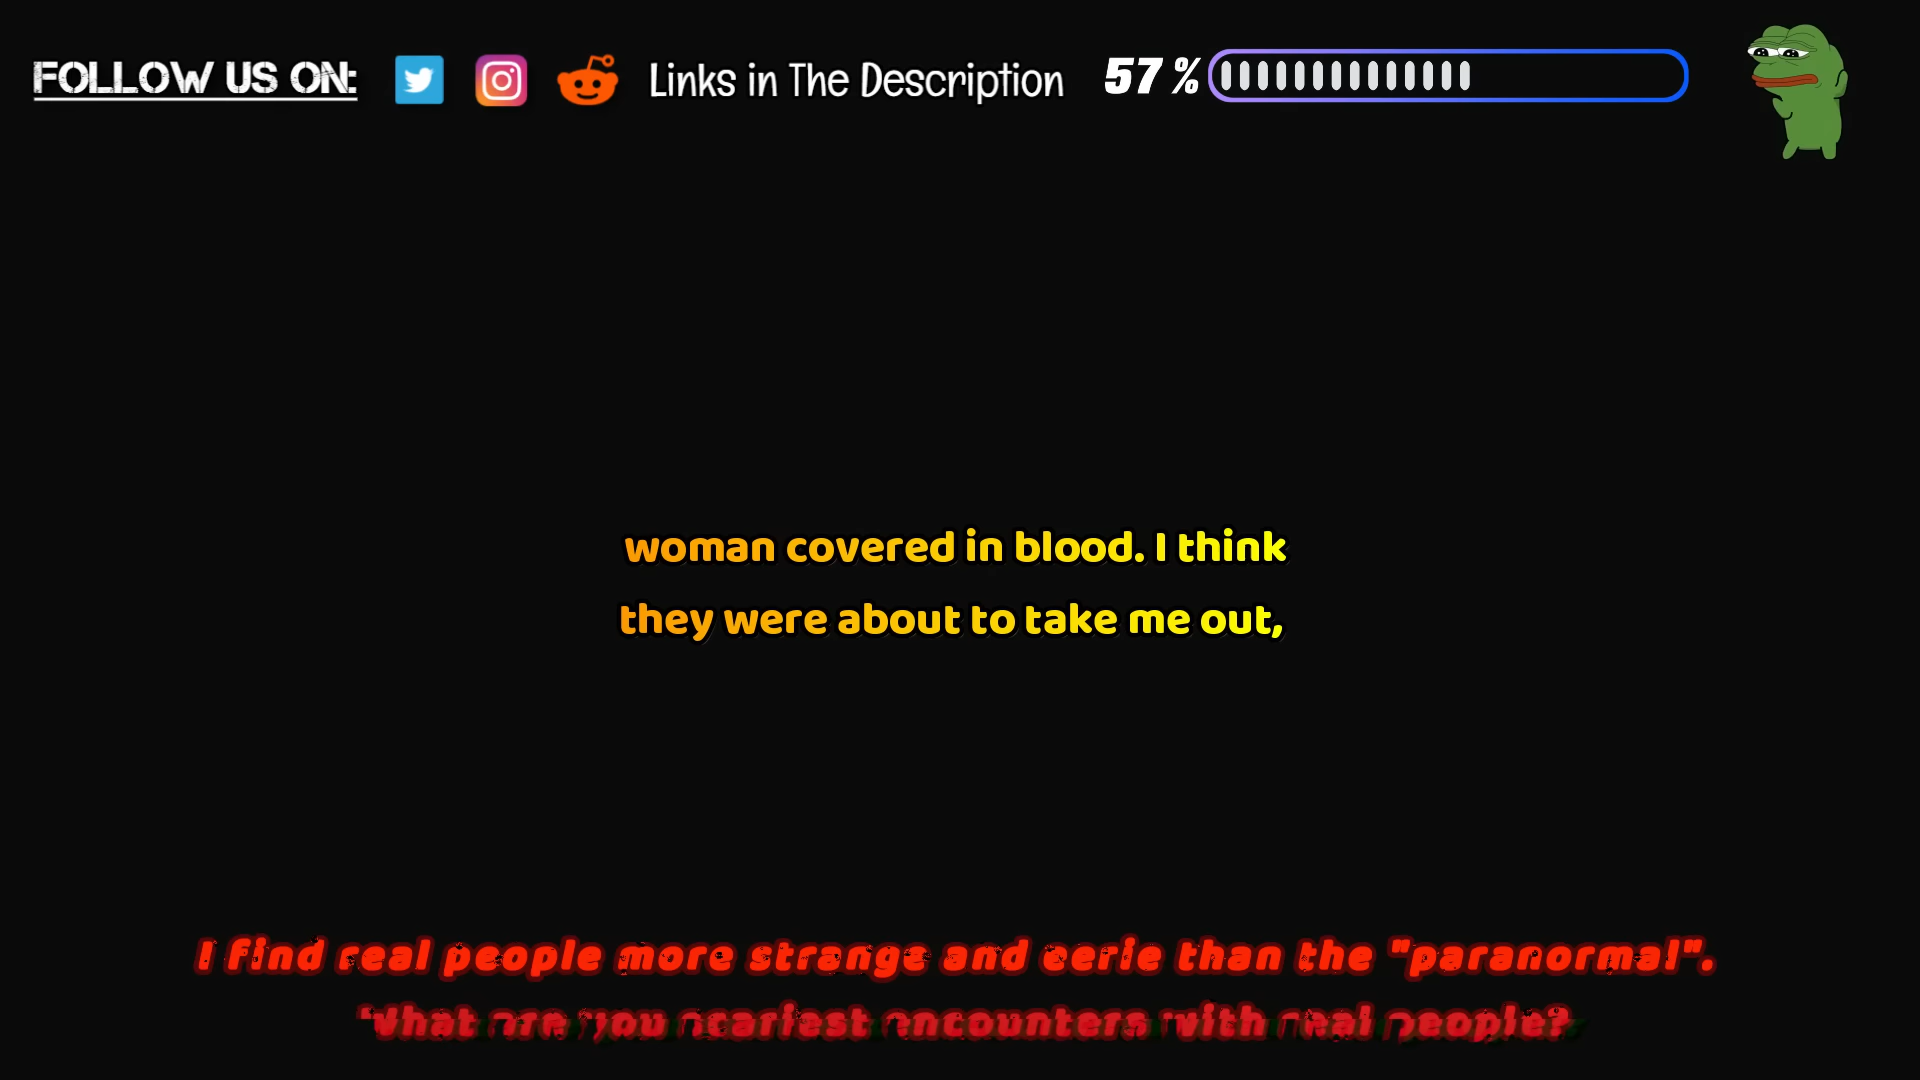 FOLLOW US ON: Links in The Description 57 %
woman covered in blood. I think
they were about to take me out,
I find real people more strange and eerie than the "paranormal".
What are you scariest encounters with real people?